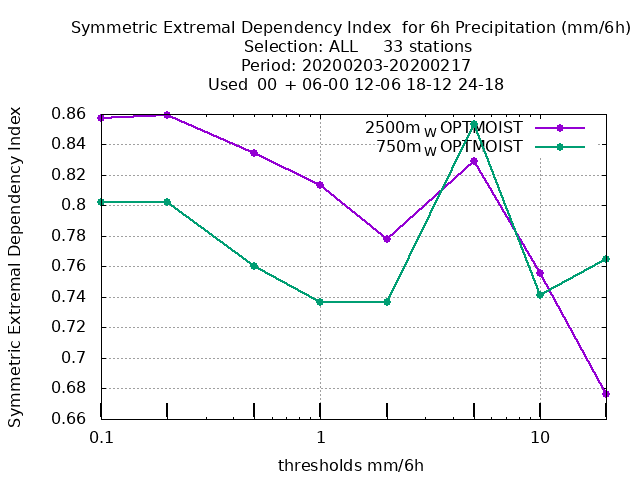 Symmetric Extremal Dependency Index  for 6h Precipitation (mm/6h)
Selection: ALL     33 stations
Period: 20200203-20200217
Used  00 + 06-00 12-06 18-12 24-18
2500m W OPTMOIST
750m W OPTMOIST
Symmetric Extremal Dependency Index
0.86
0.84
0.82
0.8
0.78
0.76
0.74
0.72
0.7
0.68
0.66
0.1
1
10
thresholds mm/6h